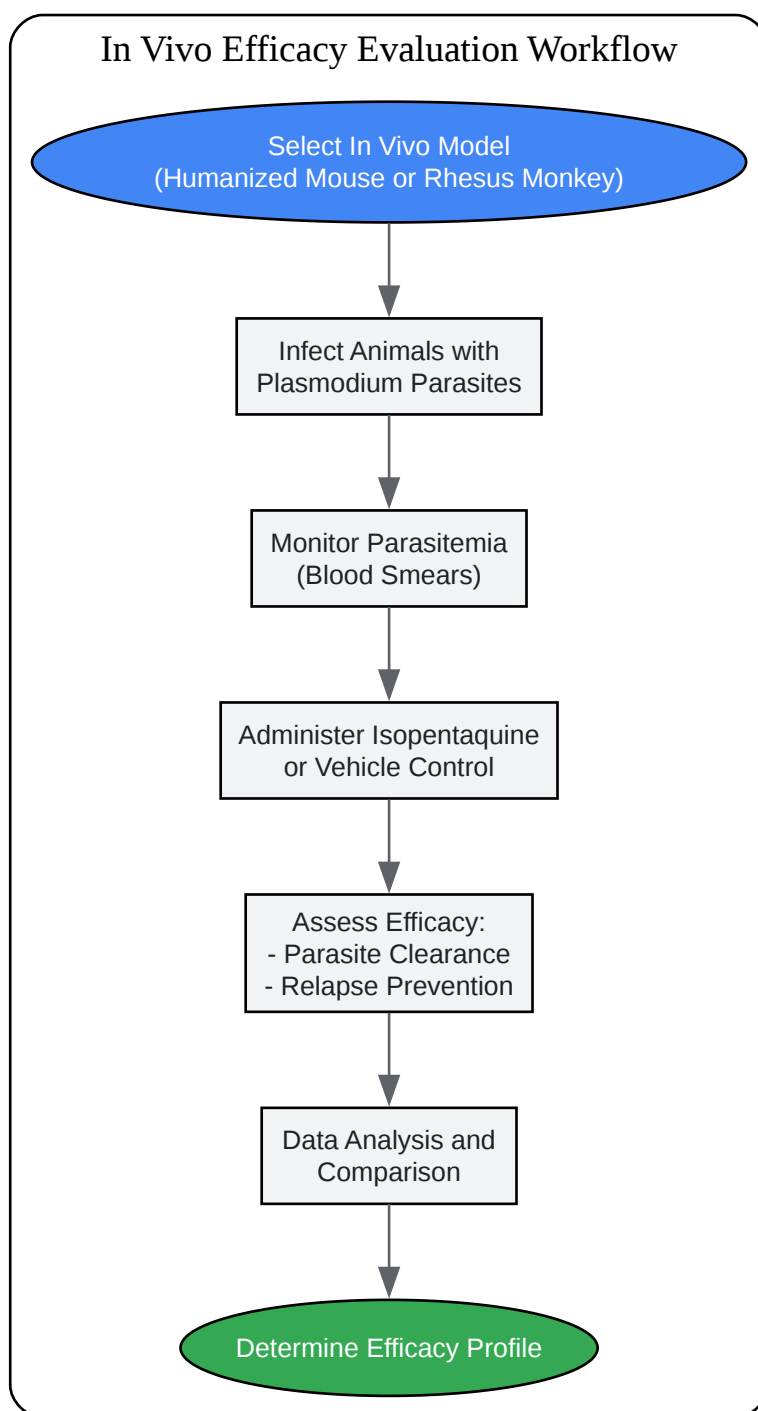 In Vivo Efficacy Evaluation Workflow
Select In Vivo Model
(Humanized Mouse or Rhesus Monkey)
Infect Animals with
Plasmodium Parasites
Monitor Parasitemia
(Blood Smears)
Administer Isopentaquine
or Vehicle Control
Assess Efficacy:
- Parasite Clearance
- Relapse Prevention
Data Analysis and
Comparison
Determine Efficacy Profile